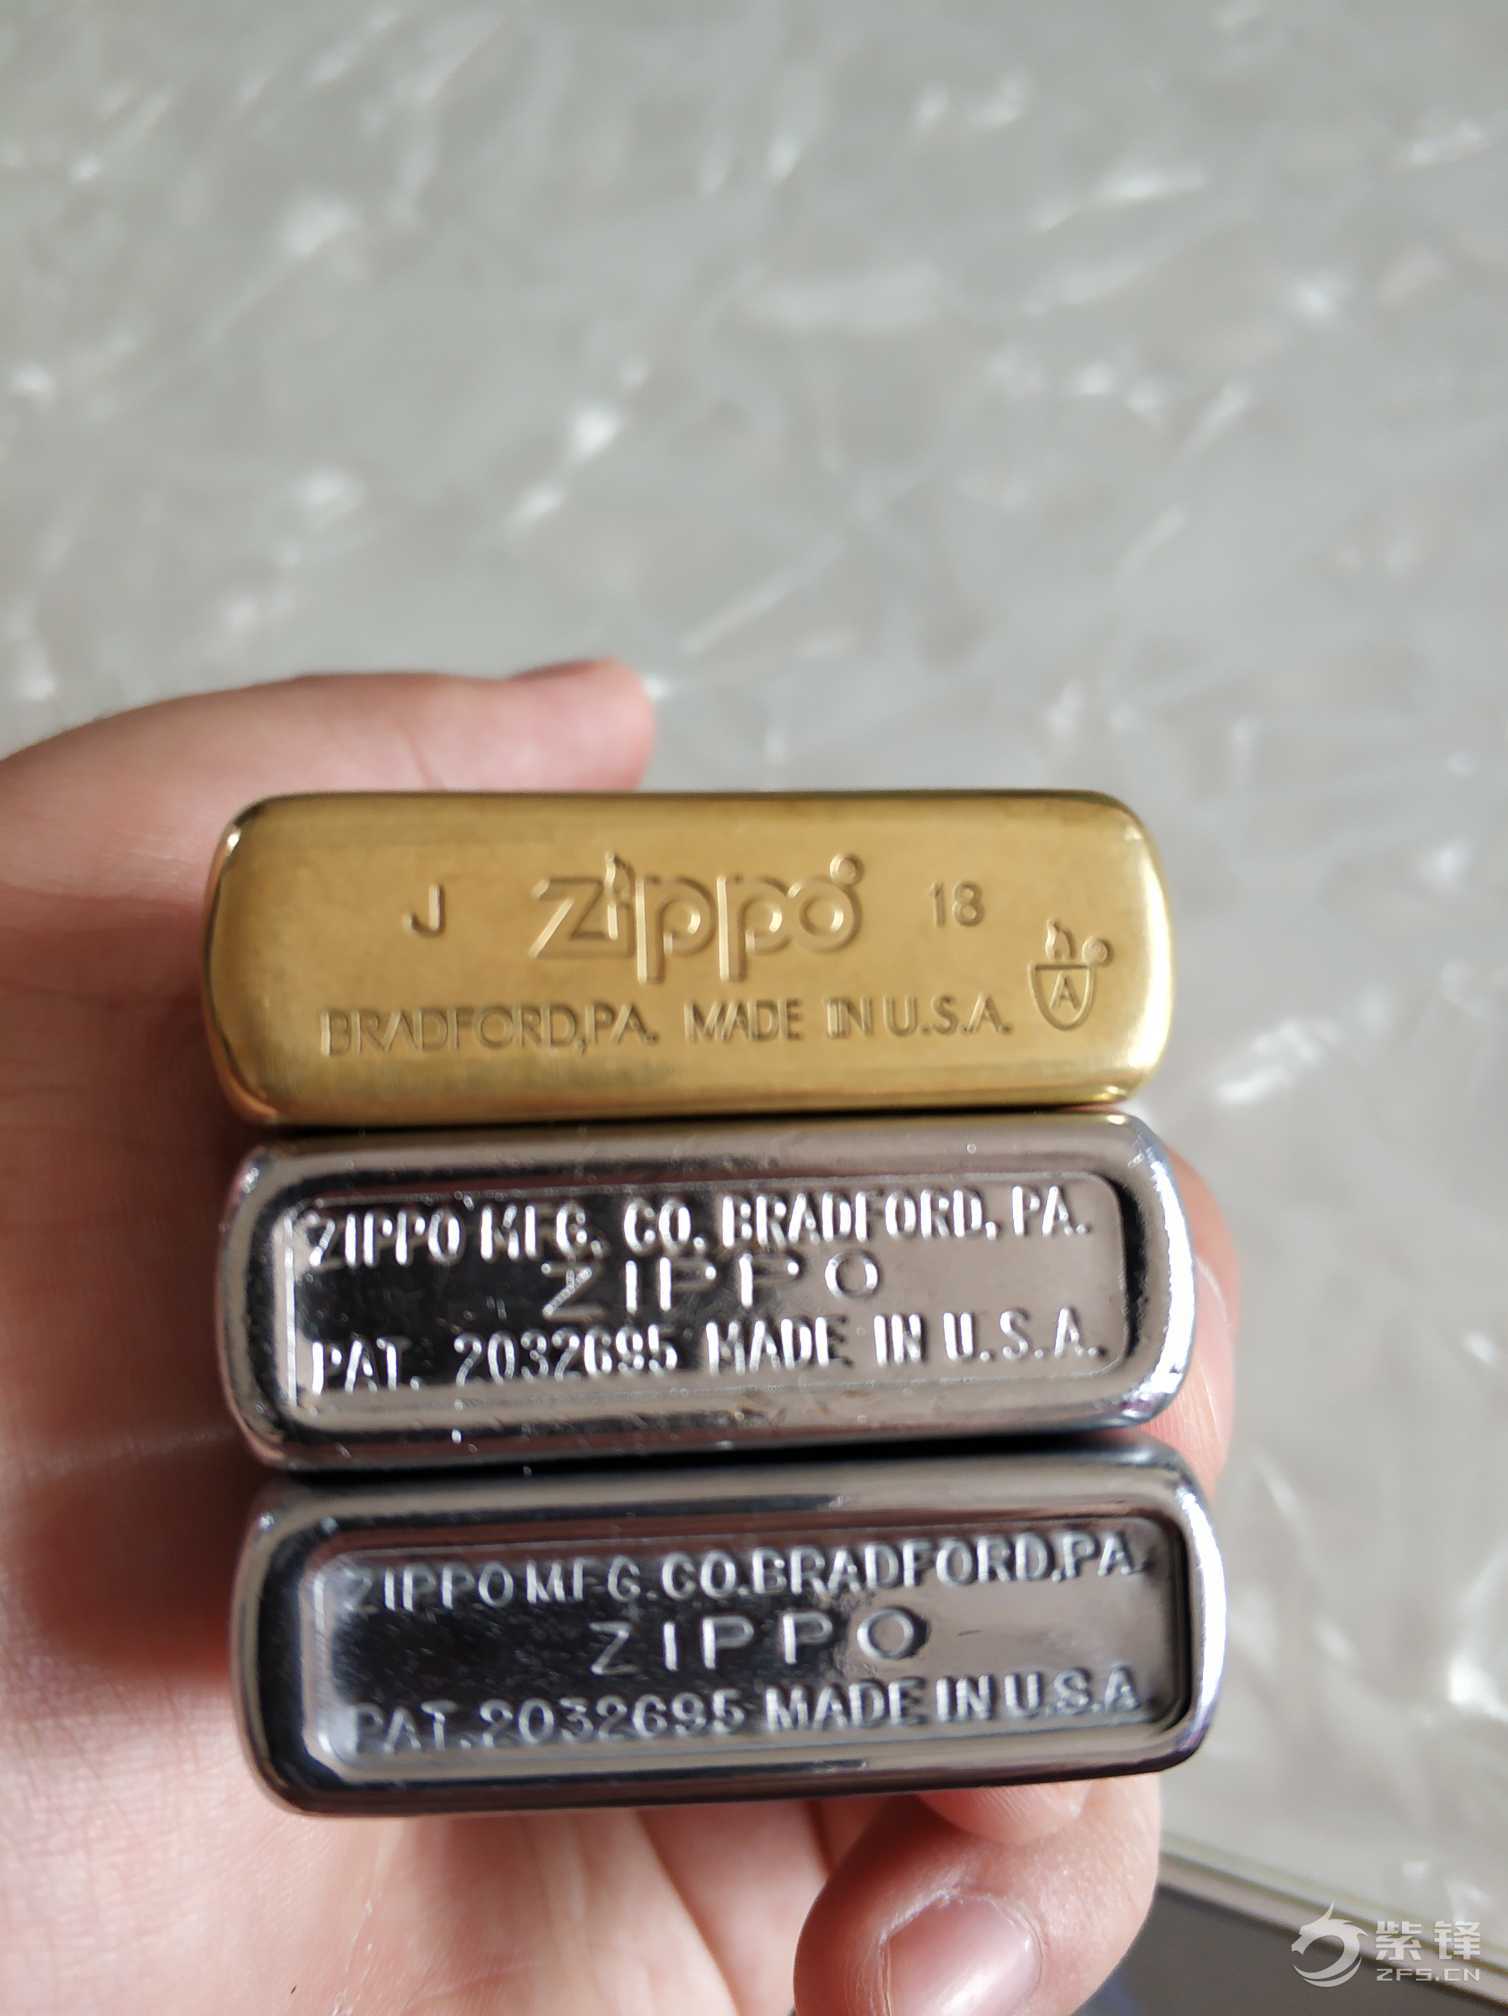 J Zippo 18
BRADFORD,PA. MADE IN U.S.A. A
ZIPPO MFG. CO. BRADFORD, PA.
ZIPPO
PAT. 2032695 MADE IN U.S.A.
ZIPPO MFG. CO. BRADFORD, PA.
ZIPPO
PAT. 2032695 MADE IN U.S.A
紫锋
ZFS.CN